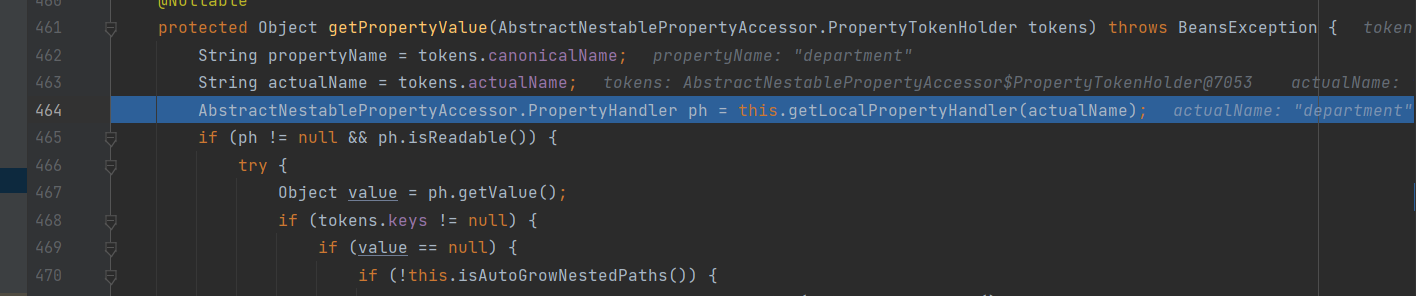 460 @Nullable
461 protected Object getPropertyValue(AbstractNestablePropertyAccessor.PropertyTokenHolder tokens) throws BeansException { token
462 String propertyName = tokens.canonicalName; propertyName: "department"
463 String actualName = tokens.actualName; tokens: AbstractNestablePropertyAccessor$PropertyTokenHolder@7053 actualName:
464 AbstractNestablePropertyAccessor.PropertyHandler ph = this.getLocalPropertyHandler(actualName); actualName: "department"
465 if (ph != null && ph.isReadable()) {
466 try {
467 Object value = ph.getValue();
468 if (tokens.keys != null) {
469 if (value == null) {
470 if (!this.isAutoGrowNestedPaths()) {